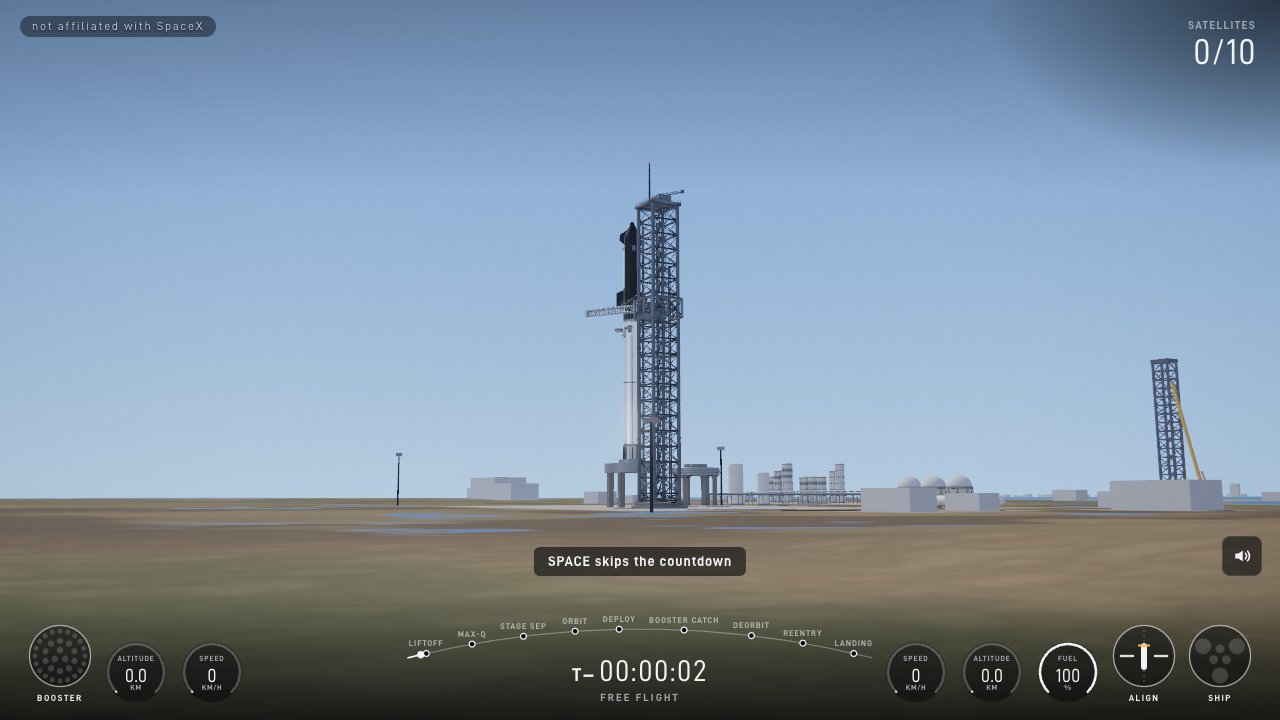 not affiliated with SpaceX
SATELLITES
0/10
SPACE skips the countdown
LIFTOFF
MAX-Q
STAGE SEP
ORBIT
DEPLOY
BOOSTER CATCH
DEORBIT
REENTRY
LANDING
T– 00:00:02
FREE FLIGHT
BOOSTER
ALTITUDE
0.0
KM
SPEED
0
KM/H
SPEED
0
KM/H
ALTITUDE
0.0
KM
FUEL
100
%
ALIGN
SHIP